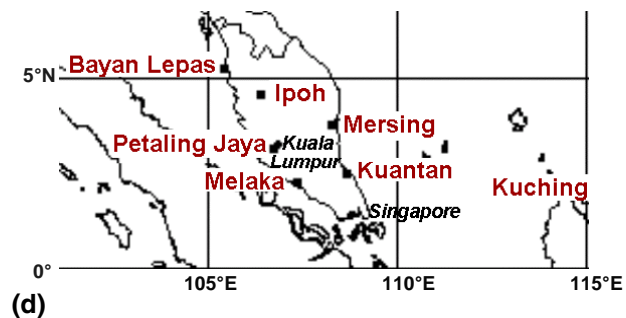 Bayan Lepas
5°N
Ipoh
Mersing
Petaling Jaya
Kuala
Lumpur
Kuantan
Melaka
Kuching
Singapore
0°
105°E
110°E
115°E
(d)